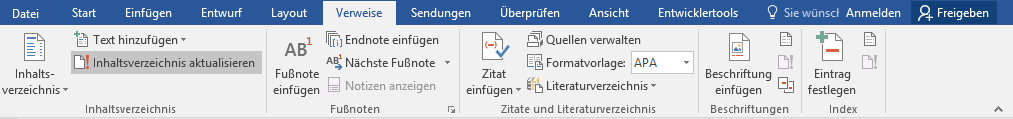 Datei Start Einfügen Entwurf Layout Verweise Sendungen Überprüfen Ansicht Entwicklertools Sie wünsch Anmelden Freigeben
Inhalts-
verzeichnis
Text hinzufügen
Inhaltsverzeichnis aktualisieren
Inhaltsverzeichnis
AB1
Fußnote
einfügen
Endnote einfügen
AB1 Nächste Fußnote
Notizen anzeigen
Fußnoten
Zitat
einfügen
Quellen verwalten
Formatvorlage: APA
Literaturverzeichnis
Zitate und Literaturverzeichnis
Beschriftung
einfügen
Beschriftungen
Eintrag
festlegen
Index